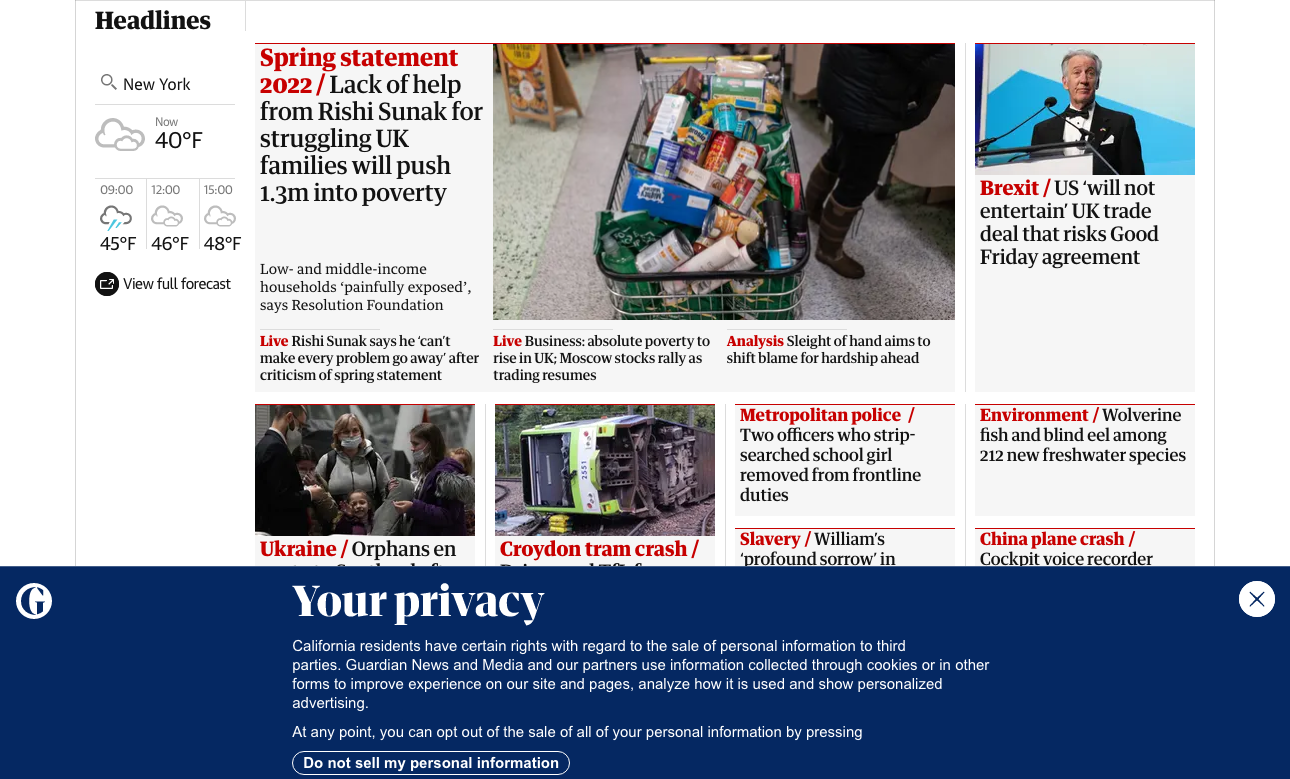 Headlines
New York
Now
40°F
09:00
12:00
15:00
45°F
46°F
48°F
View full forecast
Spring statement
2022 / Lack of help
from Rishi Sunak for
struggling UK
families will push
1.3m into poverty
Low- and middle-income
households ‘painfully exposed’,
says Resolution Foundation
Live Rishi Sunak says he ‘can’t
make every problem go away’ after
criticism of spring statement
Live Business: absolute poverty to
rise in UK; Moscow stocks rally as
trading resumes
Analysis Sleight of hand aims to
shift blame for hardship ahead
Brexit / US ‘will not
entertain’ UK trade
deal that risks Good
Friday agreement
2551
Ukraine / Orphans en
Croydon tram crash /
Metropolitan police /
Two officers who strip-
searched school girl
removed from frontline
duties
Slavery / William’s
‘profound sorrow’ in
Environment / Wolverine
fish and blind eel among
212 new freshwater species
China plane crash /
Cockpit voice recorder
Your privacy
California residents have certain rights with regard to the sale of personal information to third
parties. Guardian News and Media and our partners use information collected through cookies or in other
forms to improve experience on our site and pages, analyze how it is used and show personalized
advertising.
At any point, you can opt out of the sale of all of your personal information by pressing
Do not sell my personal information